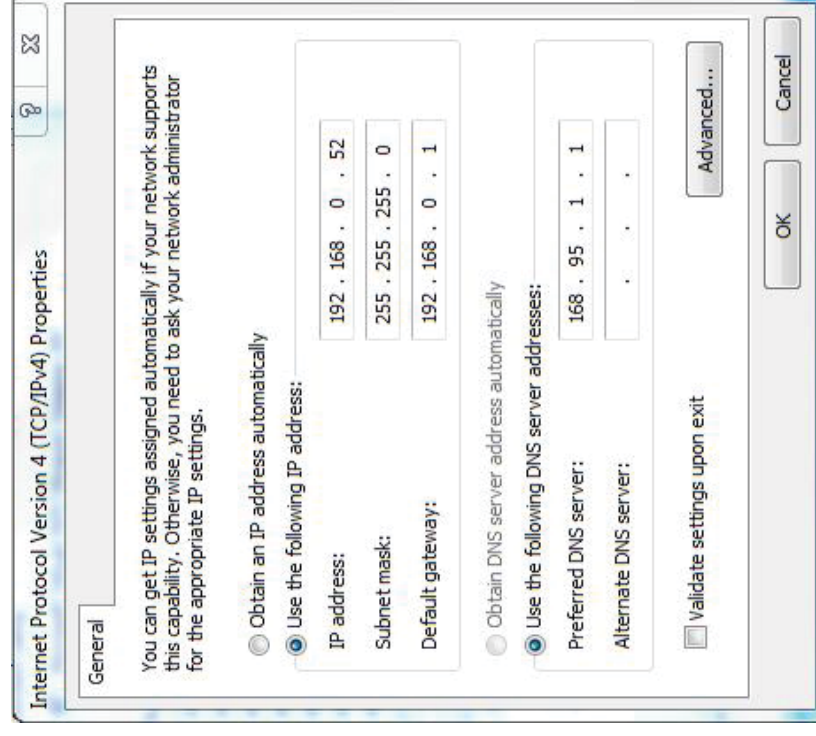 Internet Protocol Version 4 (TCP/IPv4) Properties
General
You can get IP settings assigned automatically if your network supports
this capability. Otherwise, you need to ask your network administrator
for the appropriate IP settings.
Obtain an IP address automatically
Use the following IP address:
IP address: 192 . 168 . 0 . 52
Subnet mask: 255 . 255 . 255 . 0
Default gateway: 192 . 168 . 0 . 1
Obtain DNS server address automatically
Use the following DNS server addresses:
Preferred DNS server: 168 . 95 . 1 . 1
Alternate DNS server: . . .
Validate settings upon exit
Advanced...
OK Cancel